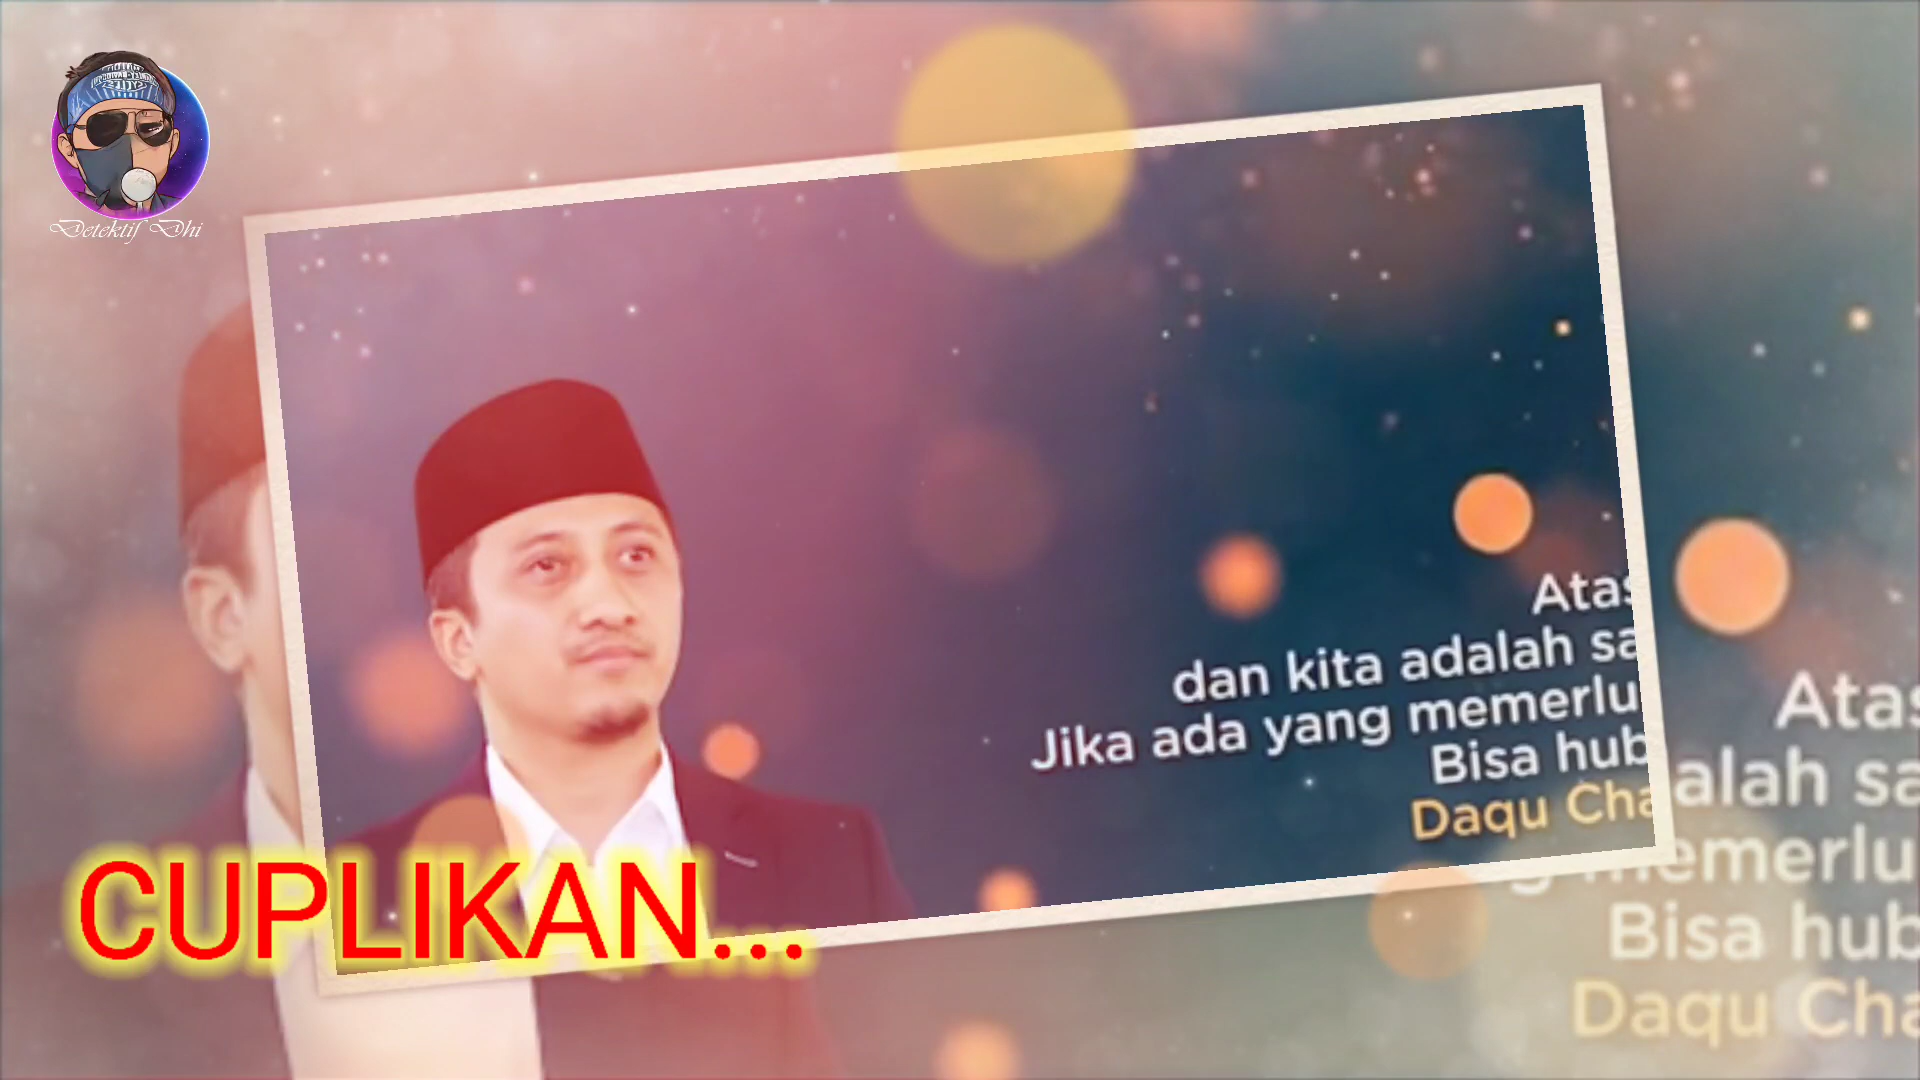 Detektif Dhi
Atas
dan kita adalah sa
Jika ada yang memerlu
Bisa hub
Daqu Cha
Atas
alah sa
g memerlu
Bisa hub
Daqu Cha
CUPLIKAN...